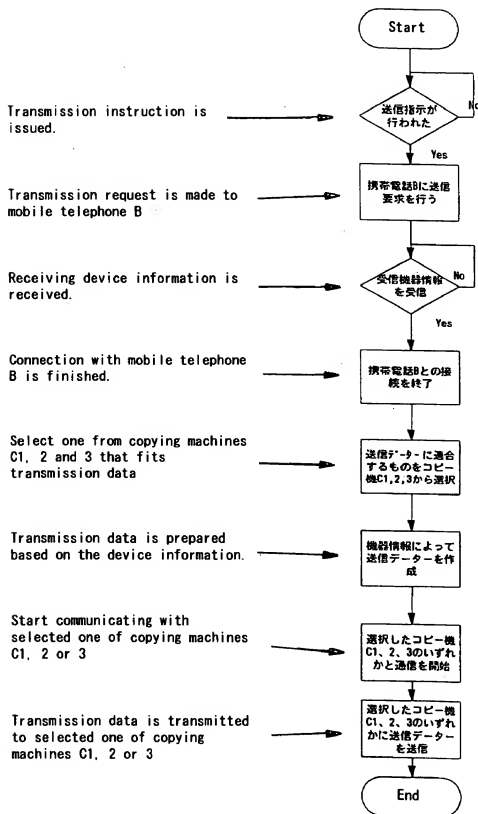 Start
Transmission instruction is
issued.
送信指示が
行われた
No
Yes
Transmission request is made to
mobile telephone B
携帯電話Bに送信
要求を行う
Receiving device information is
received.
受信機器情報
を受信
No
Yes
Connection with mobile telephone
B is finished.
携帯電話Bとの接
続を終了
Select one from copying machines
C1, 2 and 3 that fits
transmission data
送信データーに適合
するものをコピー
機C1,2,3から選択
Transmission data is prepared
based on the device information.
機器情報によって
送信データーを作
成
Start communicating with
selected one of copying machines
C1, 2 or 3
選択したコピー機
C1、2、3のいずれ
かと通信を開始
Transmission data is transmitted
to selected one of copying
machines C1, 2 or 3
選択したコピー機
C1、2、3のいずれ
かに送信データー
を送信
End